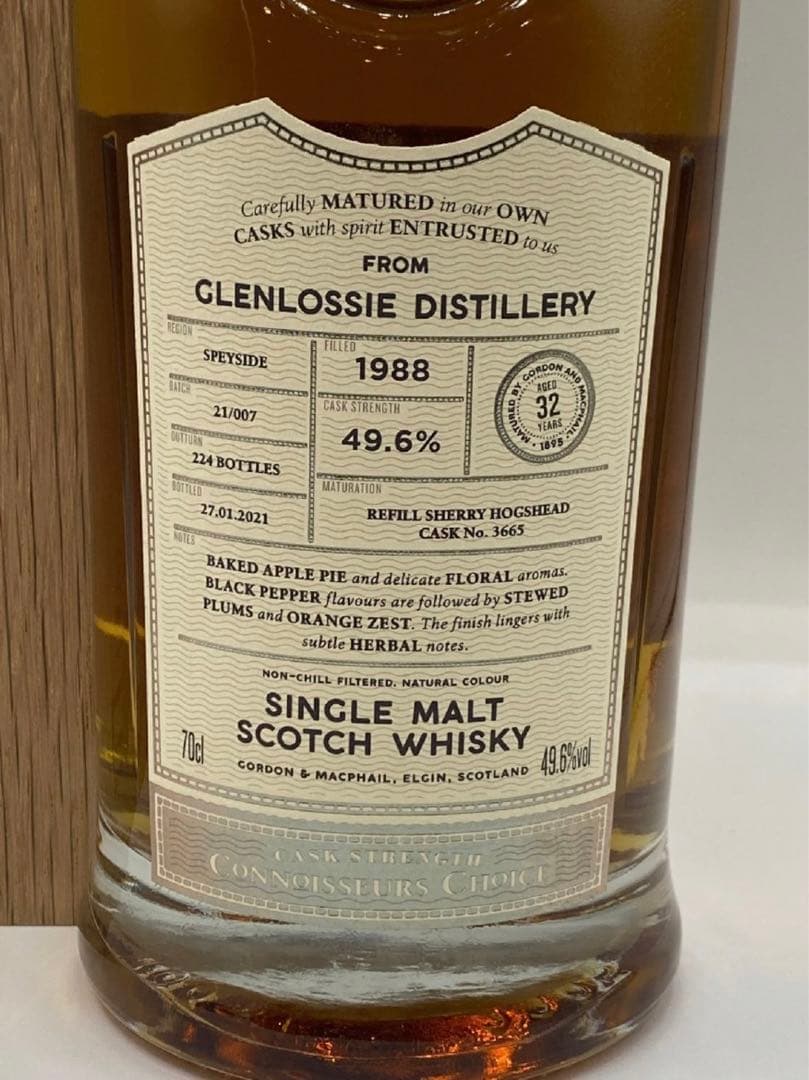 Carefully MATURED in our OWN
CASKS with spirit ENTRUSTED to us
FROM
GLENLOSSIE DISTILLERY
REGION
SPEYSIDE
BATCH
21/007
OUTTURN
224 BOTTLES
BOTTLED
27.01.2021
FILLED
1988
CASK STRENGTH
49.6%
MATURED BY GORDON AND MACPHAIL
AGED
32
YEARS
1895
MATURATION
REFILL SHERRY HOGSHEAD
CASK No. 3665
NOTES
BAKED APPLE PIE and delicate FLORAL aromas.
BLACK PEPPER flavours are followed by STEWED
PLUMS and ORANGE ZEST. The finish lingers with
subtle HERBAL notes.
NON-CHILL FILTERED. NATURAL COLOUR
SINGLE MALT
SCOTCH WHISKY
70cl
49.6%vol
GORDON & MACPHAIL, ELGIN, SCOTLAND
CASK STRENGTH
CONNOISSEURS CHOICE